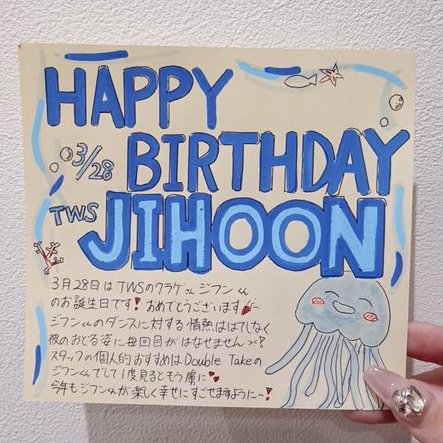 HAPPY
3/28 BIRTHDAY
TWS JIHOON
3月28日はTWSのクラゲさん ジフンくん
のお誕生日です❢ おめでとうございます
ジフンくんのダンスに対する情熱ははてしなく
彼のおどる姿に毎回目がはなせません
スタッフの個人的おすすめはDouble Takeの
ジフンくんでして1度見るともう虜に
今年もジフンくんが楽しく幸せにすごせますように~❢